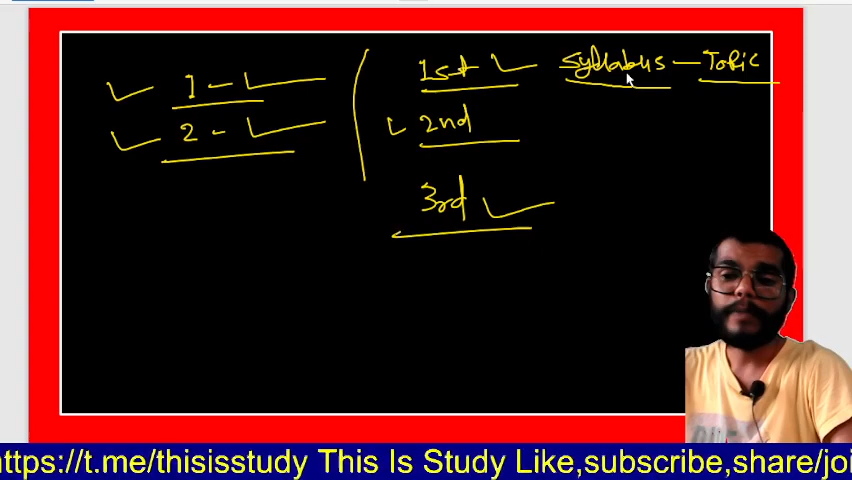 1 -
2 -
1st Syllabus - Topic
2nd
3rd
https://t.me/thisisstudy This Is Study Like,subscribe,share/joi